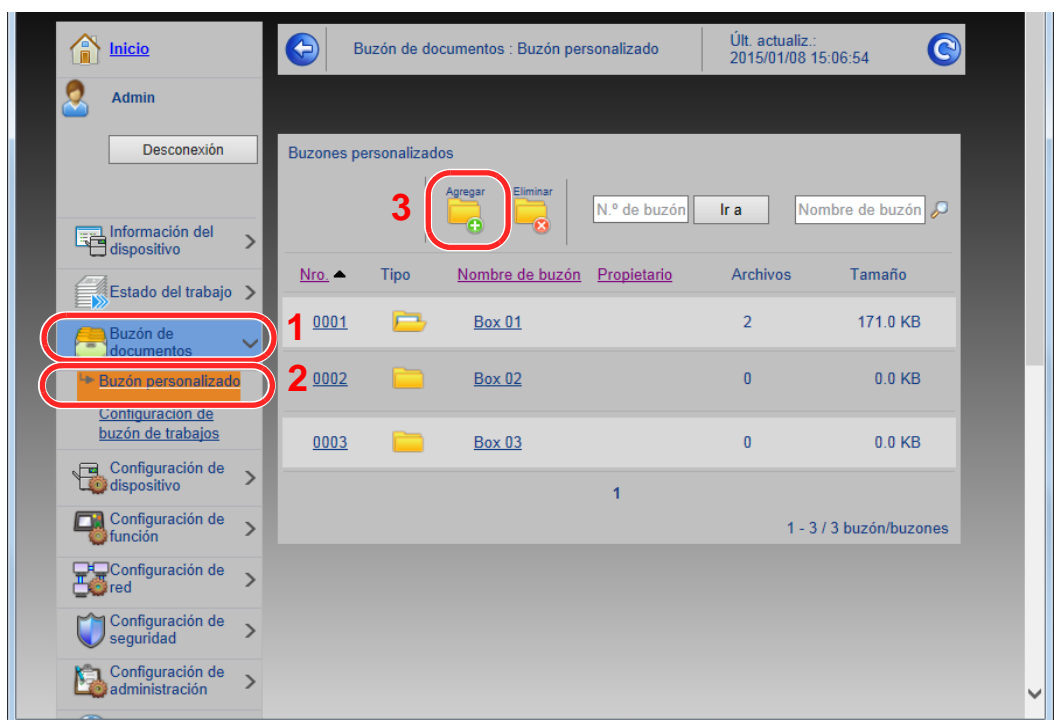 Inicio
Admin
Desconexión
Información del
dispositivo
Estado del trabajo
1
Buzón de
documentos
2
Buzón personalizado
Configuración de
buzón de trabajos
Configuración de
dispositivo
Configuración de
función
Configuración de
red
Configuración de
seguridad
Configuración de
administración
Buzón de documentos : Buzón personalizado
Últ. actualiz.:
2015/01/08 15:06:54
Buzones personalizados
3
Agregar Eliminar
N.º de buzón Ir a Nombre de buzón
Nro. Tipo Nombre de buzón Propietario Archivos Tamaño
0001 Box 01 2 171.0 KB
0002 Box 02 0 0.0 KB
0003 Box 03 0 0.0 KB
1
1 - 3 / 3 buzón/buzones